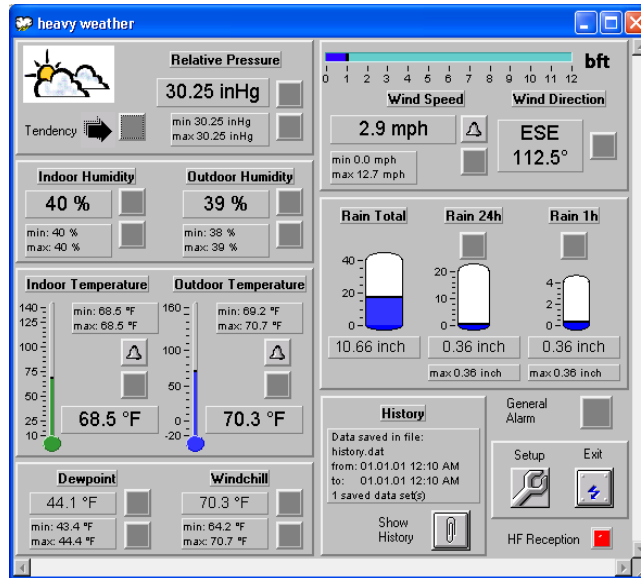 heavy weather
Relative Pressure
30.25 inHg
Tendency
min 30.25 inHg
max 30.25 inHg
0 1 2 3 4 5 6 7 8 9 10 11 12
bft
Wind Speed
Wind Direction
2.9 mph
ESE
112.5°
min 0.0 mph
max 12.7 mph
Indoor Humidity
Outdoor Humidity
40 %
39 %
min: 40 %
max: 40 %
min: 38 %
max: 39 %
Rain Total
Rain 24h
Rain 1h
40
20
0
20
10
0
4
2
0
10.66 inch
0.36 inch
0.36 inch
max 0.36 inch
max 0.36 inch
Indoor Temperature
Outdoor Temperature
140
125
100
75
50
25
10
min: 68.5 °F
max: 68.5 °F
68.5 °F
160
100
50
0
-20
min: 69.2 °F
max: 70.7 °F
70.3 °F
Dewpoint
Windchill
44.1 °F
70.3 °F
min: 43.4 °F
max: 44.4 °F
min: 64.2 °F
max: 70.7 °F
History
Data saved in file:
history.dat
from: 01.01.01 12:10 AM
to: 01.01.01 12:10 AM
1 saved data set(s)
Show
History
General
Alarm
Setup
Exit
HF Reception